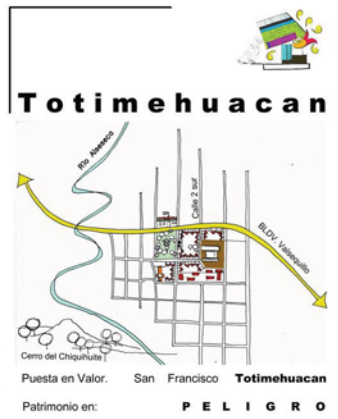 Totimehuacan
Río Alseseco
Calle 2 sur
BLDV. Valsequillo
Cerro del Chiquihuite
Puesta en Valor. San Francisco Totimehuacan
Patrimonio en: PELIGRO